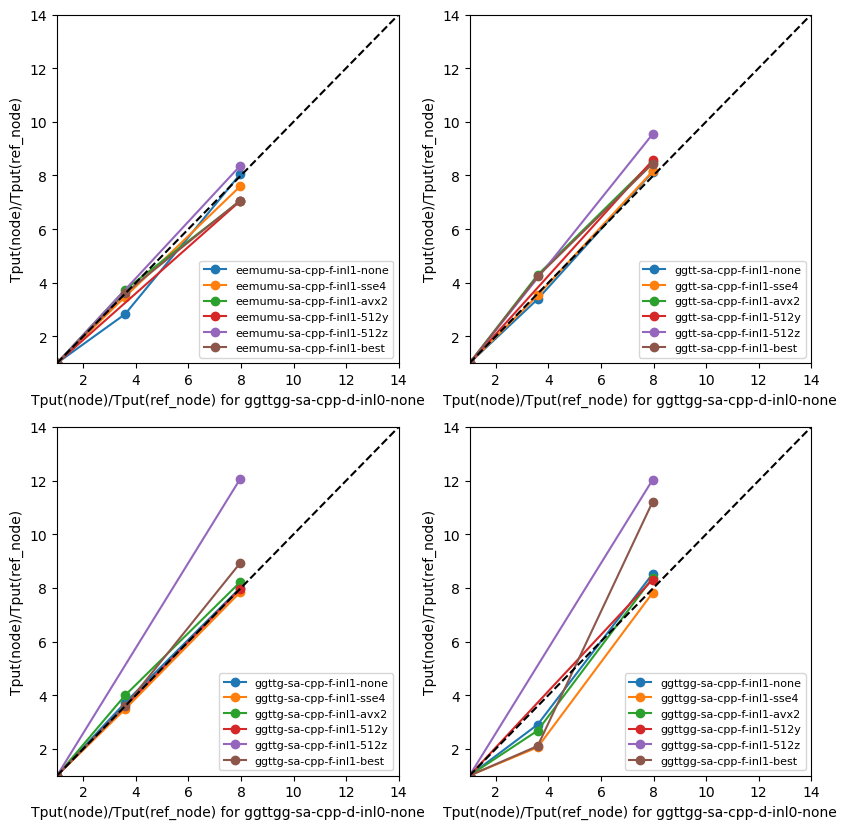 14
12
10
8
6
4
2
Tput(node)/Tput(ref_node)
eemumu-sa-cpp-f-inl1-none
eemumu-sa-cpp-f-inl1-sse4
eemumu-sa-cpp-f-inl1-avx2
eemumu-sa-cpp-f-inl1-512y
eemumu-sa-cpp-f-inl1-512z
eemumu-sa-cpp-f-inl1-best
2 4 6 8 10 12 14
Tput(node)/Tput(ref_node) for ggttgg-sa-cpp-d-inl0-none
14
12
10
8
6
4
2
Tput(node)/Tput(ref_node)
ggtt-sa-cpp-f-inl1-none
ggtt-sa-cpp-f-inl1-sse4
ggtt-sa-cpp-f-inl1-avx2
ggtt-sa-cpp-f-inl1-512y
ggtt-sa-cpp-f-inl1-512z
ggtt-sa-cpp-f-inl1-best
2 4 6 8 10 12 14
Tput(node)/Tput(ref_node) for ggttgg-sa-cpp-d-inl0-none
14
12
10
8
6
4
2
Tput(node)/Tput(ref_node)
ggttg-sa-cpp-f-inl1-none
ggttg-sa-cpp-f-inl1-sse4
ggttg-sa-cpp-f-inl1-avx2
ggttg-sa-cpp-f-inl1-512y
ggttg-sa-cpp-f-inl1-512z
ggttg-sa-cpp-f-inl1-best
2 4 6 8 10 12 14
Tput(node)/Tput(ref_node) for ggttgg-sa-cpp-d-inl0-none
14
12
10
8
6
4
2
Tput(node)/Tput(ref_node)
ggttgg-sa-cpp-f-inl1-none
ggttgg-sa-cpp-f-inl1-sse4
ggttgg-sa-cpp-f-inl1-avx2
ggttgg-sa-cpp-f-inl1-512y
ggttgg-sa-cpp-f-inl1-512z
ggttgg-sa-cpp-f-inl1-best
2 4 6 8 10 12 14
Tput(node)/Tput(ref_node) for ggttgg-sa-cpp-d-inl0-none